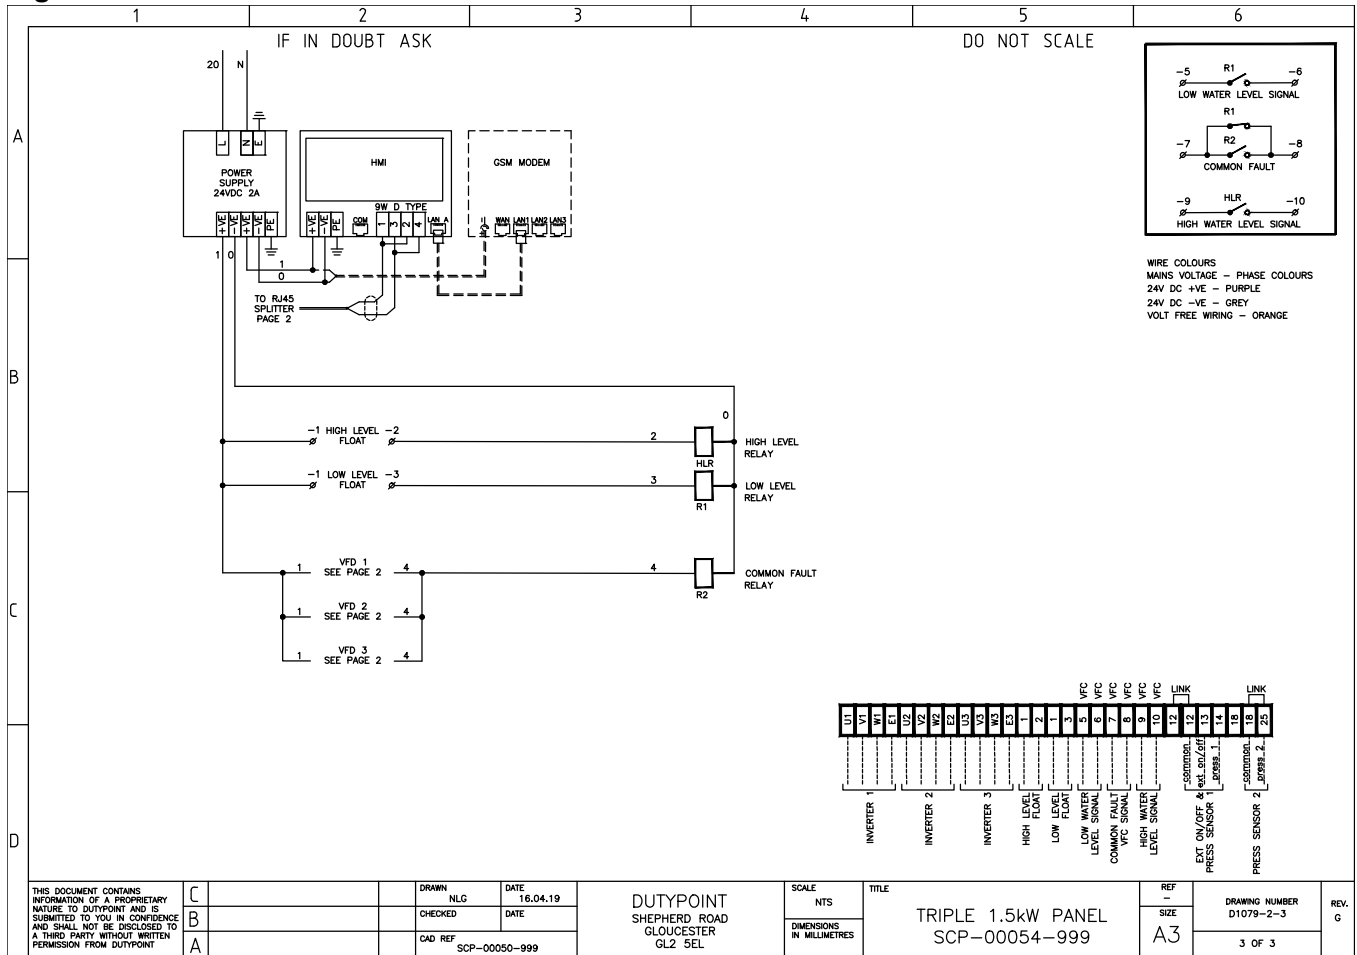 1 2 3 4 5 6
IF IN DOUBT ASK
DO NOT SCALE
A
B
C
D
20 N
L N E
POWER
SUPPLY
24VDC 2A
+VE -VE +VE -VE PE
1 0
HMI
9W D TYPE
+VE -VE PE
COM
1 3 2 4
LAN A
GSM MODEM
WAN LAN1 LAN2 LAN3
1
0
TO RJ45
SPLITTER
PAGE 2
-5 R1 -6
LOW WATER LEVEL SIGNAL
R1
-7 R2 -8
COMMON FAULT
-9 HLR -10
HIGH WATER LEVEL SIGNAL
WIRE COLOURS
MAINS VOLTAGE - PHASE COLOURS
24V DC +VE - PURPLE
24V DC -VE - GREY
VOLT FREE WIRING - ORANGE
0
-1 HIGH LEVEL -2
FLOAT
2
HLR
HIGH LEVEL
RELAY
-1 LOW LEVEL -3
FLOAT
3
R1
LOW LEVEL
RELAY
1 VFD 1 4
SEE PAGE 2
4
R2
COMMON FAULT
RELAY
1 VFD 2 4
SEE PAGE 2
1 VFD 3 4
SEE PAGE 2
VFC VFC VFC VFC VFC VFC
LINK LINK
U1 V1 W1 E1 U2 V2 W2 E2 U3 V3 W3 E3 1 2 1 3 5 6 7 8 9 10 12 12 13 14 18 18 25
common
ext on/off
press 1
common
press 2
INVERTER 1
INVERTER 2
INVERTER 3
HIGH LEVEL
FLOAT
LOW LEVEL
FLOAT
LOW WATER
LEVEL SIGNAL
COMMON FAULT
VFC SIGNAL
HIGH WATER
LEVEL SIGNAL
EXT ON/OFF &
PRESS SENSOR 1
PRESS SENSOR 2
THIS DOCUMENT CONTAINS
INFORMATION OF A PROPRIETARY
NATURE TO DUTYPOINT AND IS
SUBMITTED TO YOU IN CONFIDENCE
AND SHALL NOT BE DISCLOSED TO
A THIRD PARTY WITHOUT WRITTEN
PERMISSION FROM DUTYPOINT
C
B
A
DRAWN
NLG
DATE
16.04.19
CHECKED
DATE
CAD REF
SCP-00050-999
DUTYPOINT
SHEPHERD ROAD
GLOUCESTER
GL2 5EL
SCALE
NTS
DIMENSIONS
IN MILLIMETRES
TITLE
TRIPLE 1.5kW PANEL
SCP-00054-999
REF
-
SIZE
A3
DRAWING NUMBER
D1079-2-3
3 OF 3
REV.
G